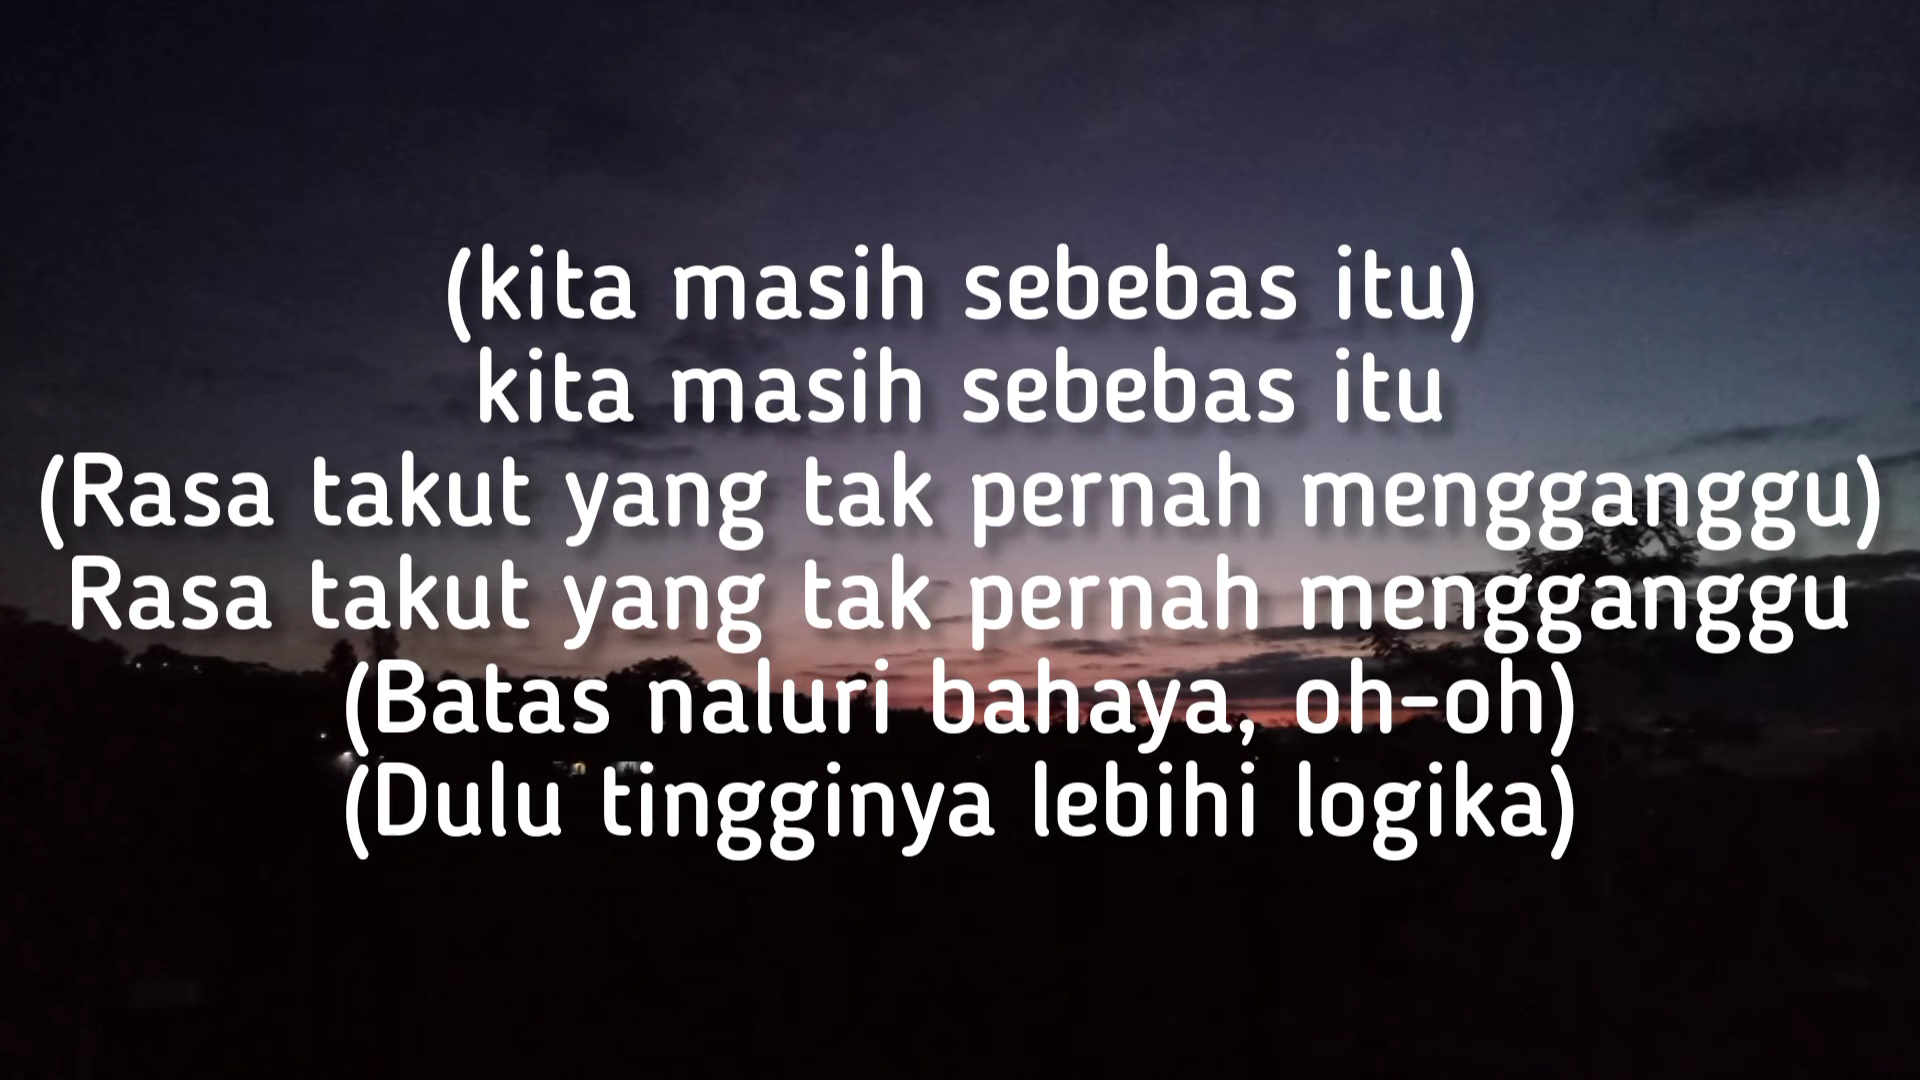 (kita masih sebebas itu)
kita masih sebebas itu
(Rasa takut yang tak pernah mengganggu)
Rasa takut yang tak pernah mengganggu
(Batas naluri bahaya, oh-oh)
(Dulu tingginya lebihi logika)